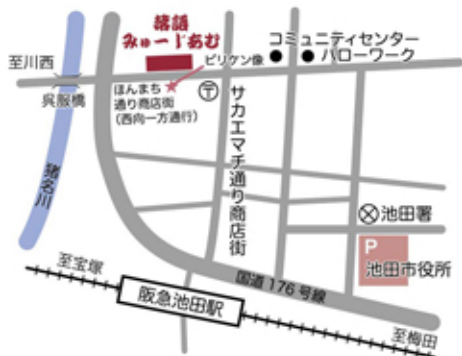 落語
みゅーじあむ
コミュニティセンター
ハローワーク
ビリケン像
至川西
呉服橋
ほんまち
通り商店街
(西向一方通行)
〒
サカエマチ通り商店街
猪名川
池田署
P
池田市役所
至宝塚
国道176号線
阪急池田駅
至梅田